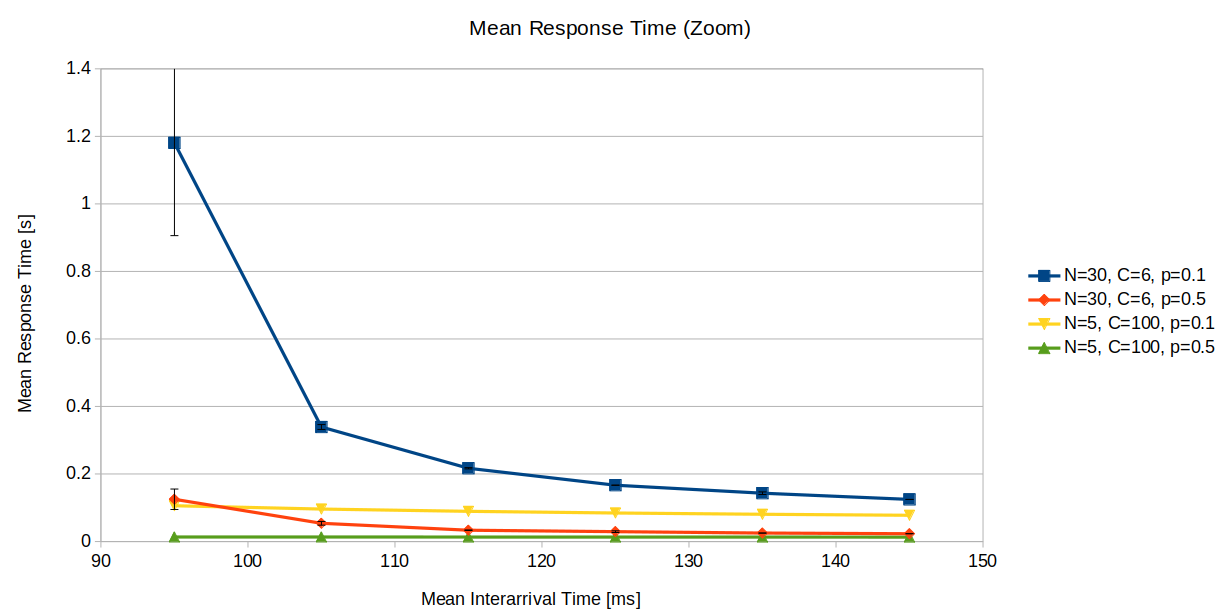 Mean Response Time (Zoom)
1.4
1.2
1
0.8
0.6
0.4
0.2
0
Mean Response Time [s]
90 100 110 120 130 140 150
Mean Interarrival Time [ms]
N=30, C=6, p=0.1
N=30, C=6, p=0.5
N=5, C=100, p=0.1
N=5, C=100, p=0.5